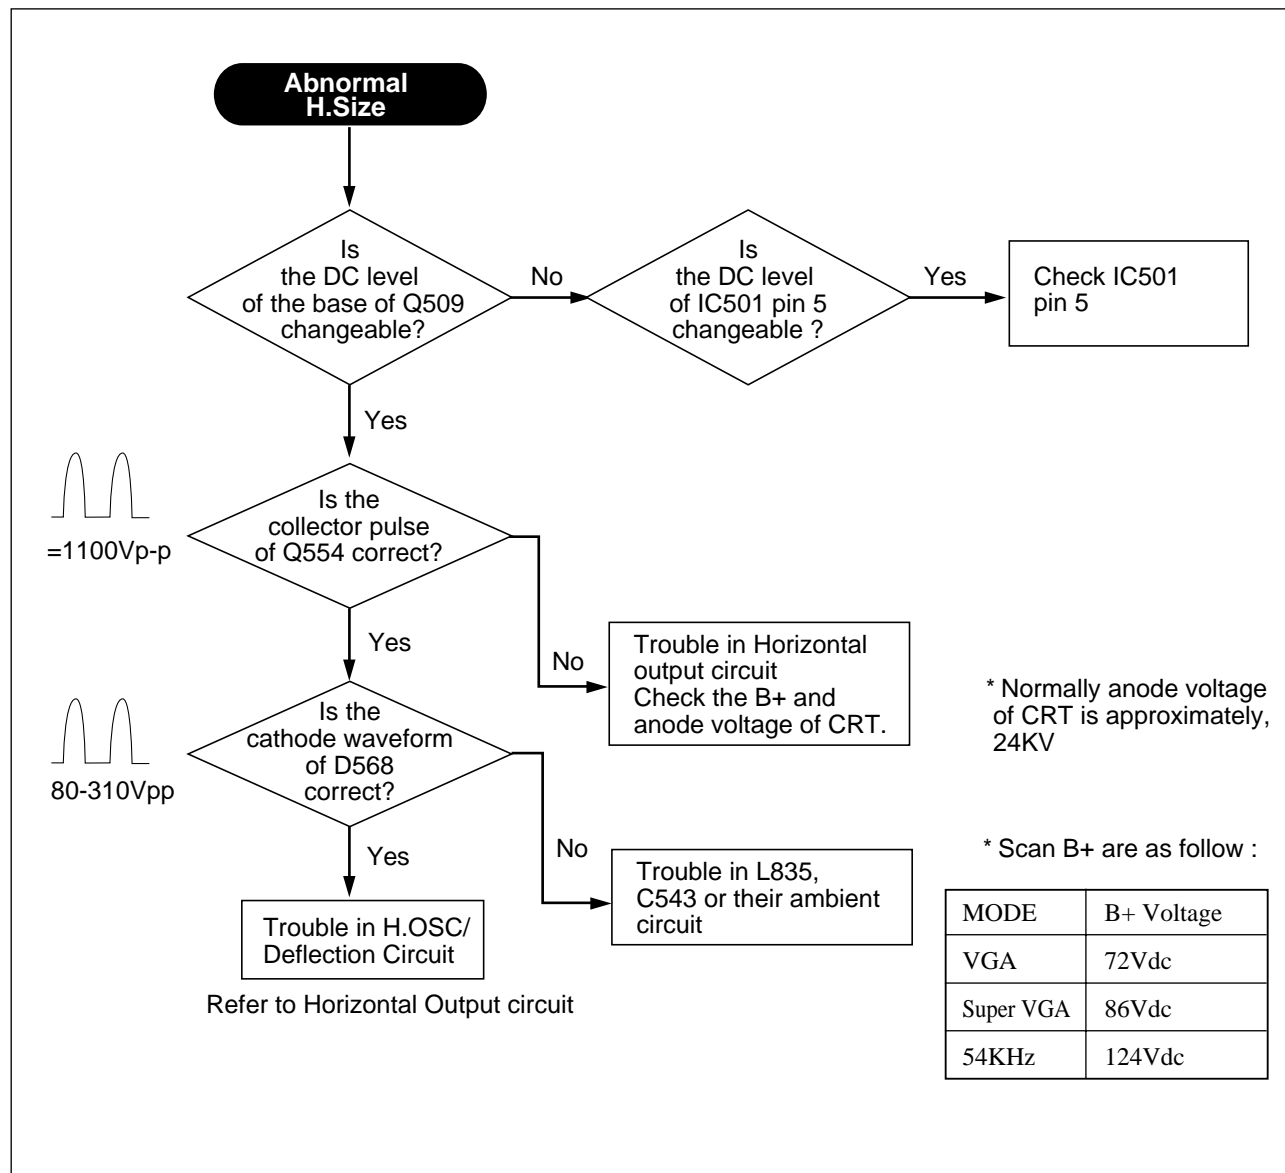 Abnormal
H.Size
Is
the DC level
of the base of Q509
changeable?
No
Is
the DC level
of IC501 pin 5
changeable ?
Yes
Check IC501
pin 5
Yes
=1100Vp-p
Is the
collector pulse
of Q554 correct?
No
Trouble in Horizontal
output circuit
Check the B+ and
anode voltage of CRT.
Yes
80-310Vpp
Is the
cathode waveform
of D568
correct?
No
Trouble in L835,
C543 or their ambient
circuit
Yes
Trouble in H.OSC/
Deflection Circuit
Refer to Horizontal Output circuit
* Normally anode voltage
of CRT is approximately,
24KV
* Scan B+ are as follow :
MODE B+ Voltage
VGA 72Vdc
Super VGA 86Vdc
54KHz 124Vdc